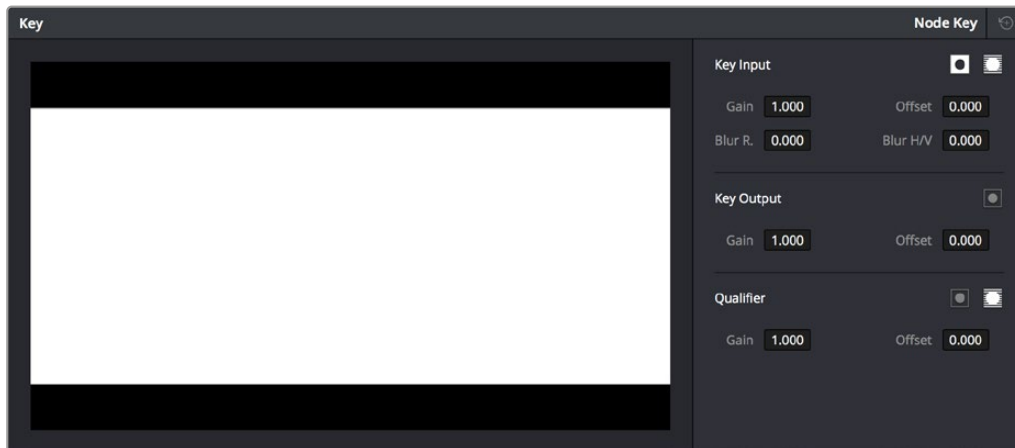 Key Node Key
Key Input
Gain 1.000 Offset 0.000
Blur R. 0.000 Blur H/V 0.000
Key Output
Gain 1.000 Offset 0.000
Qualifier
Gain 1.000 Offset 0.000